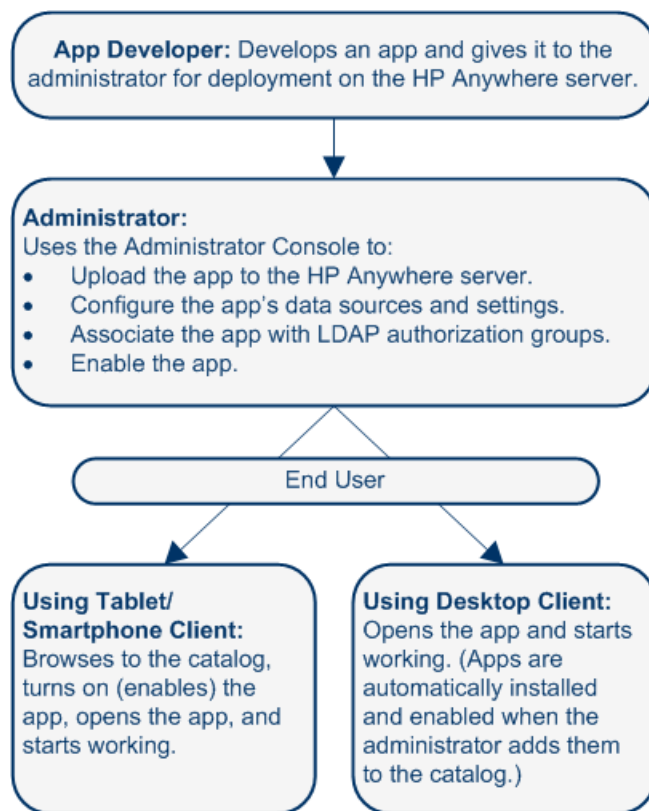 App Developer: Develops an app and gives it to the
administrator for deployment on the HP Anywhere server.
Administrator:
Uses the Administrator Console to:
• Upload the app to the HP Anywhere server.
• Configure the app's data sources and settings.
• Associate the app with LDAP authorization groups.
• Enable the app.
End User
Using Tablet/
Smartphone Client:
Browses to the catalog,
turns on (enables) the
app, opens the app, and
starts working.
Using Desktop Client:
Opens the app and starts
working. (Apps are
automatically installed
and enabled when the
administrator adds them
to the catalog.)